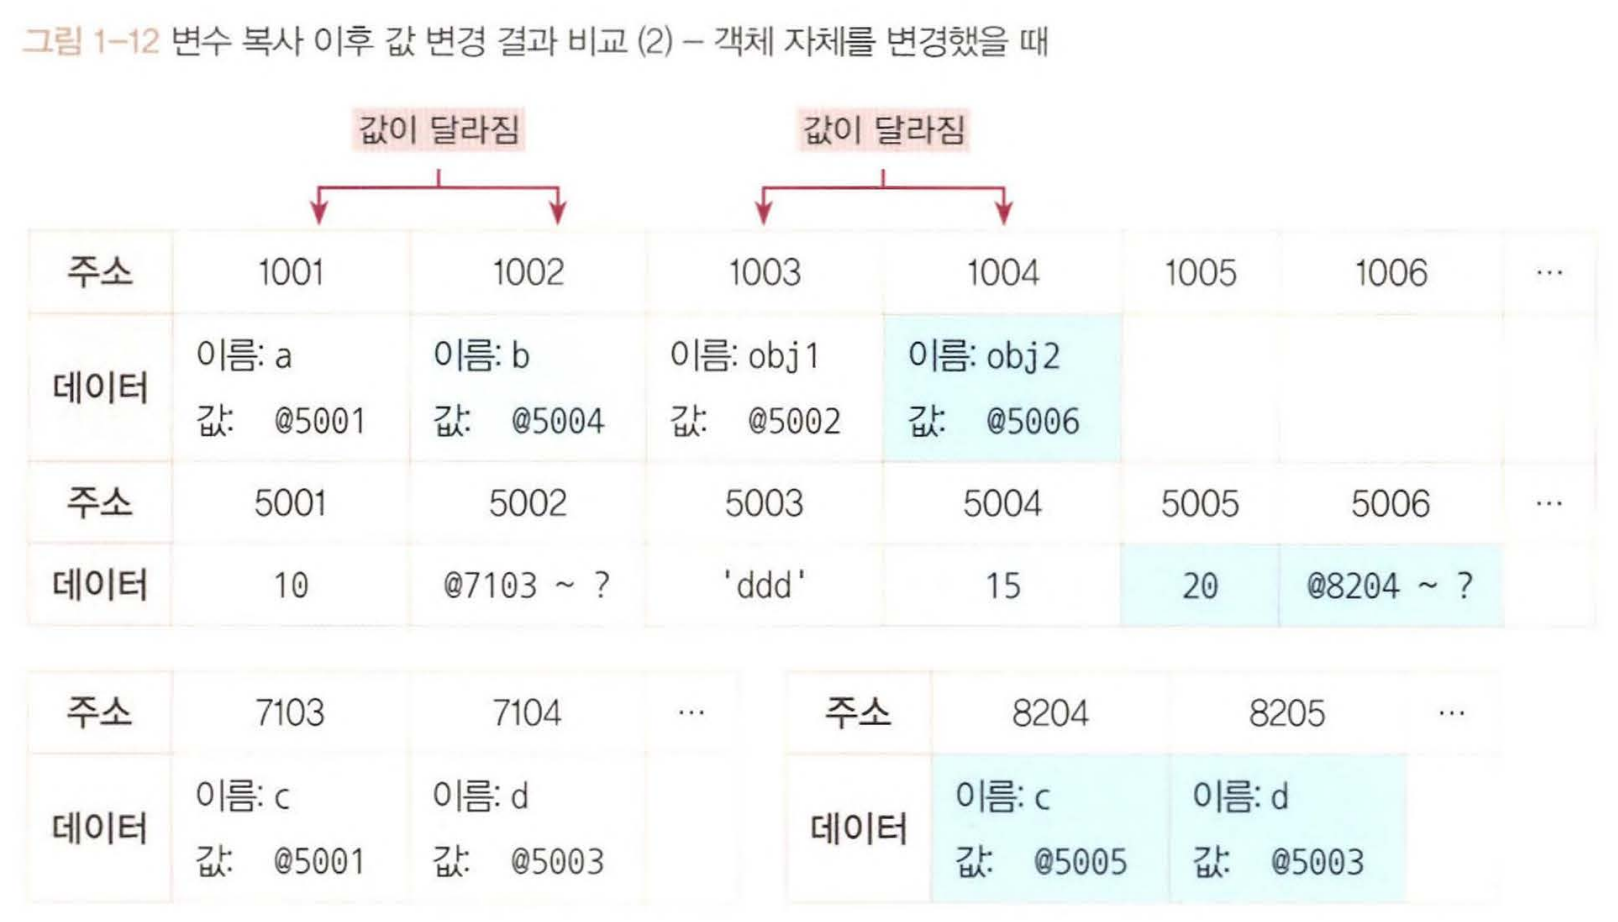 그림 1-12 변수 복사 이후 값 변경 결과 비교 (2) – 객체 자체를 변경했을 때
값이 달라짐 값이 달라짐
주소 1001 1002 1003 1004 1005 1006 …
이름: a 이름: b 이름: obj1 이름: obj2
데이터
값: @5001 값: @5004 값: @5002 값: @5006
주소 5001 5002 5003 5004 5005 5006 …
데이터 10 @7103 ~ ? 'ddd' 15 20 @8204 ~ ?
주소 7103 7104 …
이름: c 이름: d
데이터
값: @5001 값: @5003
주소 8204 8205 …
이름: c 이름: d
데이터
값: @5005 값: @5003